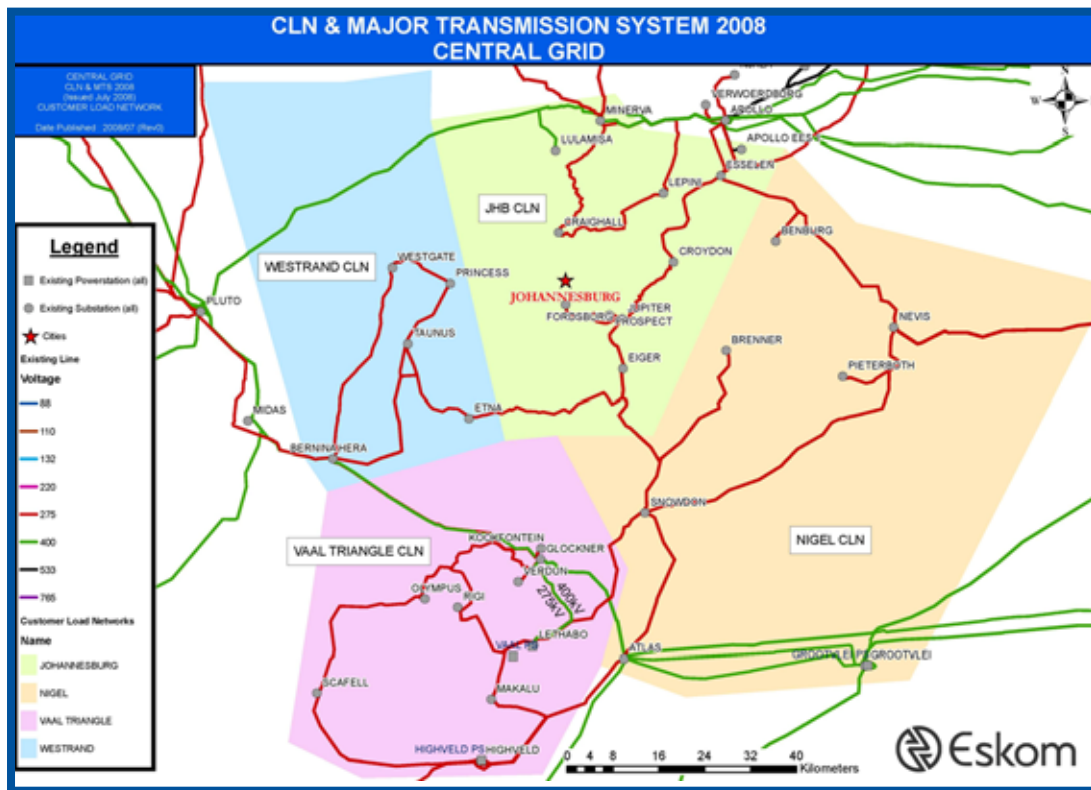 CLN & MAJOR TRANSMISSION SYSTEM 2008
CENTRAL GRID
CENTRAL GRID
CLN & MTS 2008
(Issued July 2008)
CUSTOMER LOAD NETWORK
Date Published : 2008/07 (Rev0)
N
W
E
S
VERWOERDBORG
MINERVA
APOLLO
LULAMISA
APOLLO
ESSELEN
LEPINI
JHB CLN
CRAIGHALL
BENBURG
Legend
Existing Powerstation (all)
Existing Substation (all)
Cities
Existing Line
Voltage
88
110
132
220
275
400
533
765
Customer Load Networks
Name
JOHANNESBURG
NIGEL
VAAL TRIANGLE
WESTRAND
WESTRAND CLN
WESTGATE
PRINCESS
CROYDON
PLUTO
JOHANNESBURG
FORDSBURG
JUPITER
PROSPECT
TAUNUS
NEVIS
BRENNER
EIGER
PIETERBOTH
MIDAS
ETNA
BERNINA
HERA
SNOWDON
VAAL TRIANGLE CLN
KOOKFONTEIN
GLOCKNER
NIGEL CLN
VERDUN
OLYMPUS
RIGI
400kV
275kV
LETHABO
ATLAS
GROOTVLEI PS
GROOTVLEI
SCAFELL
MAKALU
HIGHVELD PS
HIGHVELD
0 4 8 16 24 32 40
Kilometers
Eskom